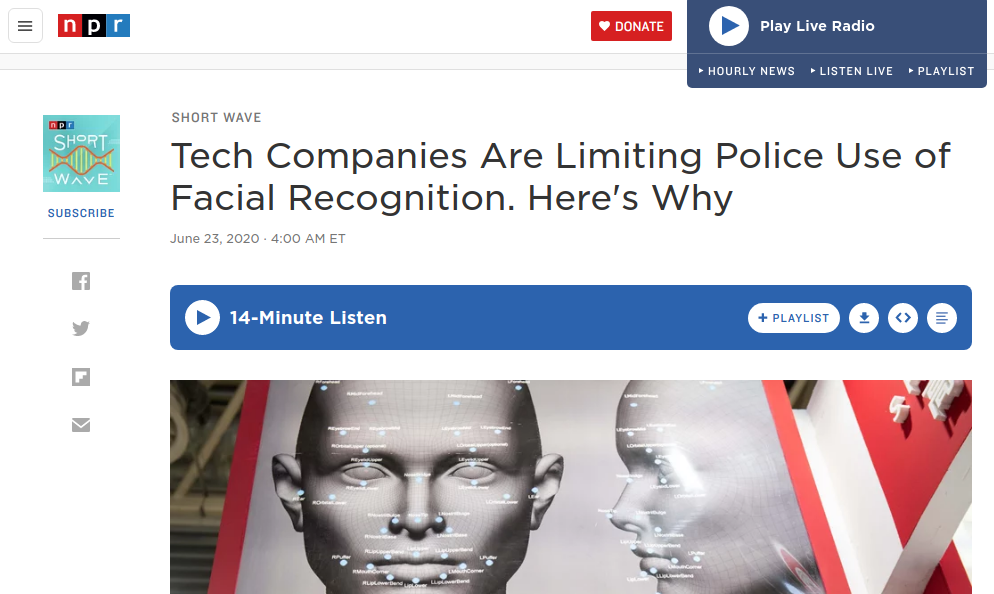 npr
DONATE
Play Live Radio
HOURLY NEWS
LISTEN LIVE
PLAYLIST
npr
SHORT
WAVE
SUBSCRIBE
SHORT WAVE
Tech Companies Are Limiting Police Use of
Facial Recognition. Here's Why
June 23, 2020 · 4:00 AM ET
14-Minute Listen
+ PLAYLIST